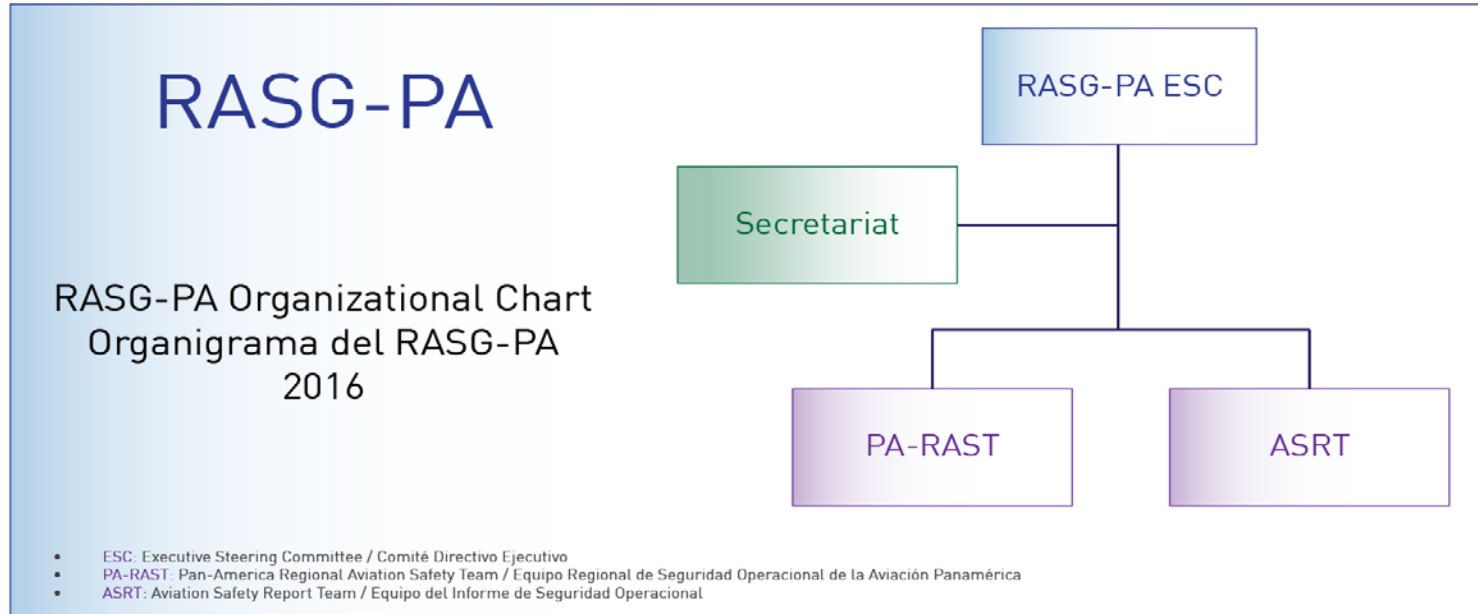 RASG-PA
RASG-PA Organizational Chart
Organigrama del RASG-PA
2016
RASG-PA ESC
Secretariat
PA-RAST
ASRT
• ESC: Executive Steering Committee / Comité Directivo Ejecutivo
• PA-RAST: Pan-America Regional Aviation Safety Team / Equipo Regional de Seguridad Operacional de la Aviación Panamérica
• ASRT: Aviation Safety Report Team / Equipo del Informe de Seguridad Operacional